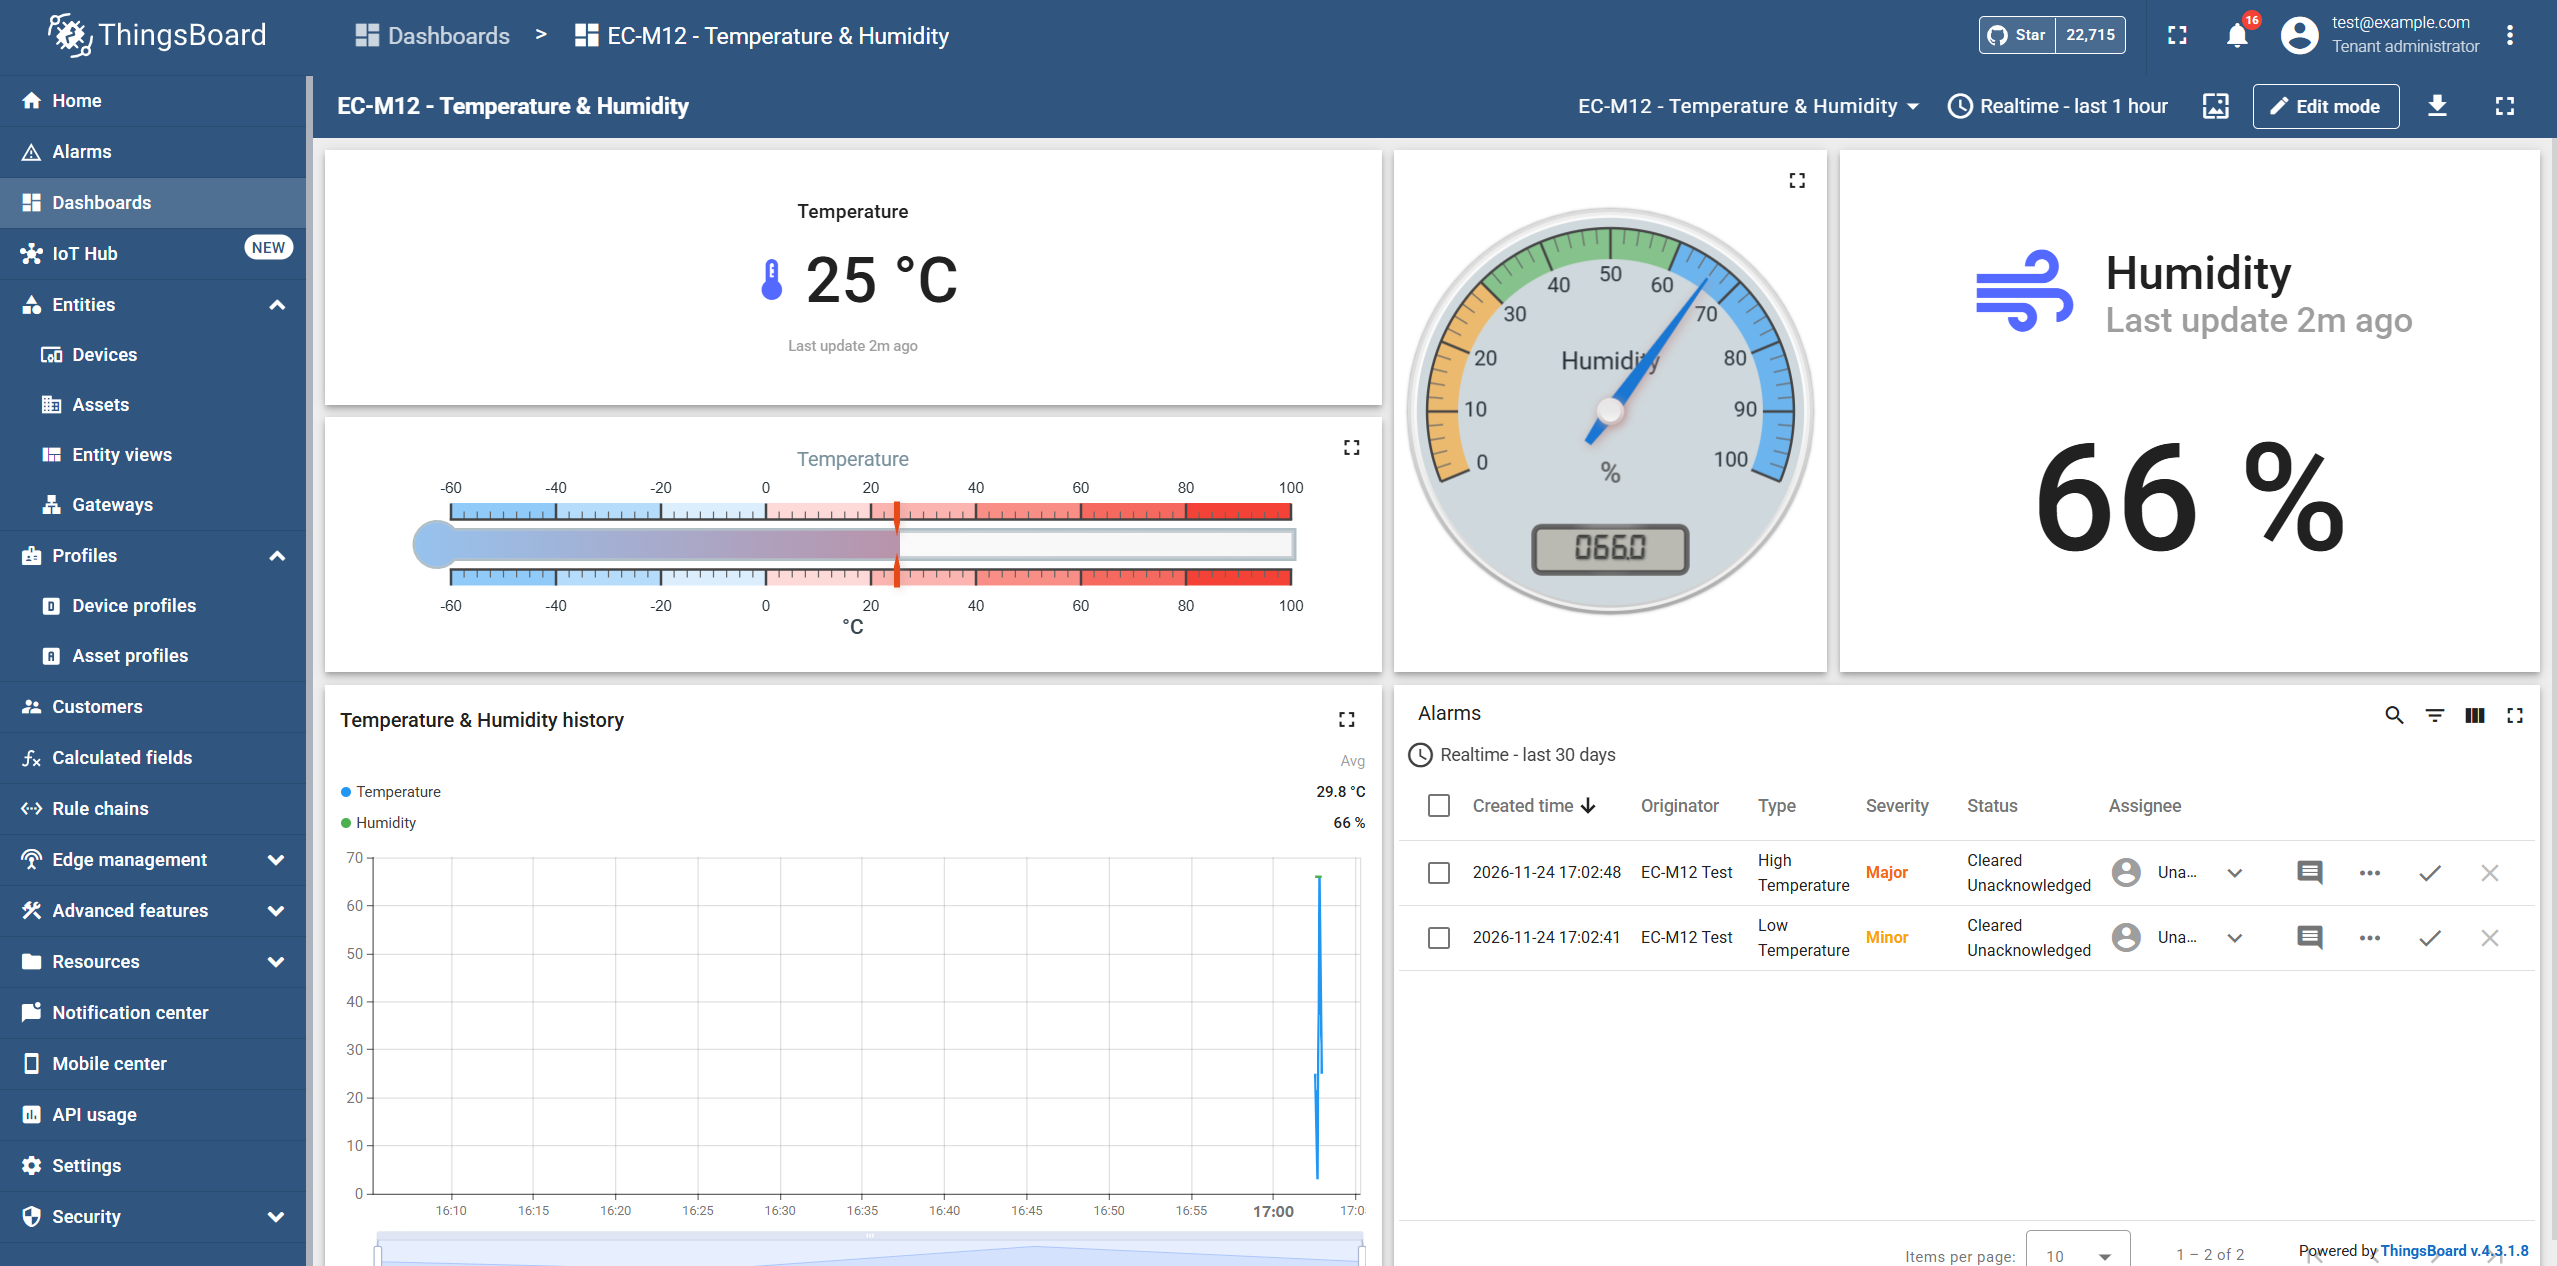 ThingsBoard
Dashboards > EC-M12 - Temperature & Humidity
Star 22,715
16
test@example.com
Tenant administrator
Home
Alarms
Dashboards
IoT Hub NEW
Entities
Devices
Assets
Entity views
Gateways
Profiles
Device profiles
Asset profiles
Customers
Calculated fields
Rule chains
Edge management
Advanced features
Resources
Notification center
Mobile center
API usage
Settings
Security
EC-M12 - Temperature & Humidity
EC-M12 - Temperature & Humidity
Realtime - last 1 hour
Edit mode
Temperature
25 °C
Last update 2m ago
Temperature
-60 -40 -20 0 20 40 60 80 100
-60 -40 -20 0 20 40 60 80 100
°C
0 10 20 30 40 50 60 70 80 90 100
Humidity
%
066.0
Humidity
Last update 2m ago
66 %
Temperature & Humidity history
Avg
Temperature 29.8 °C
Humidity 66 %
70
60
50
40
30
20
10
0
16:10 16:15 16:20 16:25 16:30 16:35 16:40 16:45 16:50 16:55 17:00 17:0
Alarms
Realtime - last 30 days
Created time Originator Type Severity Status Assignee
2026-11-24 17:02:48 EC-M12 Test High Temperature Major Cleared Unacknowledged Una...
2026-11-24 17:02:41 EC-M12 Test Low Temperature Minor Cleared Unacknowledged Una...
Items per page: 10 1 – 2 of 2
Powered by ThingsBoard v.4.3.1.8